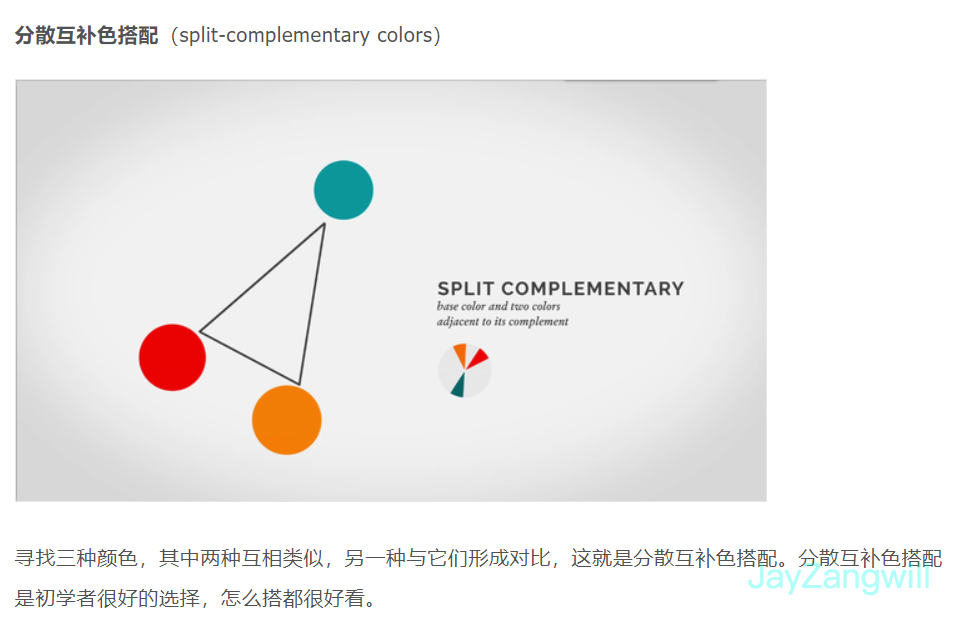 分散互补色搭配（split-complementary colors）
SPLIT COMPLEMENTARY
base color and two colors
adjacent to its complement
寻找三种颜色，其中两种互相类似，另一种与它们形成对比，这就是分散互补色搭配。分散互补色搭配
是初学者很好的选择，怎么搭都很好看。
JayZangwill